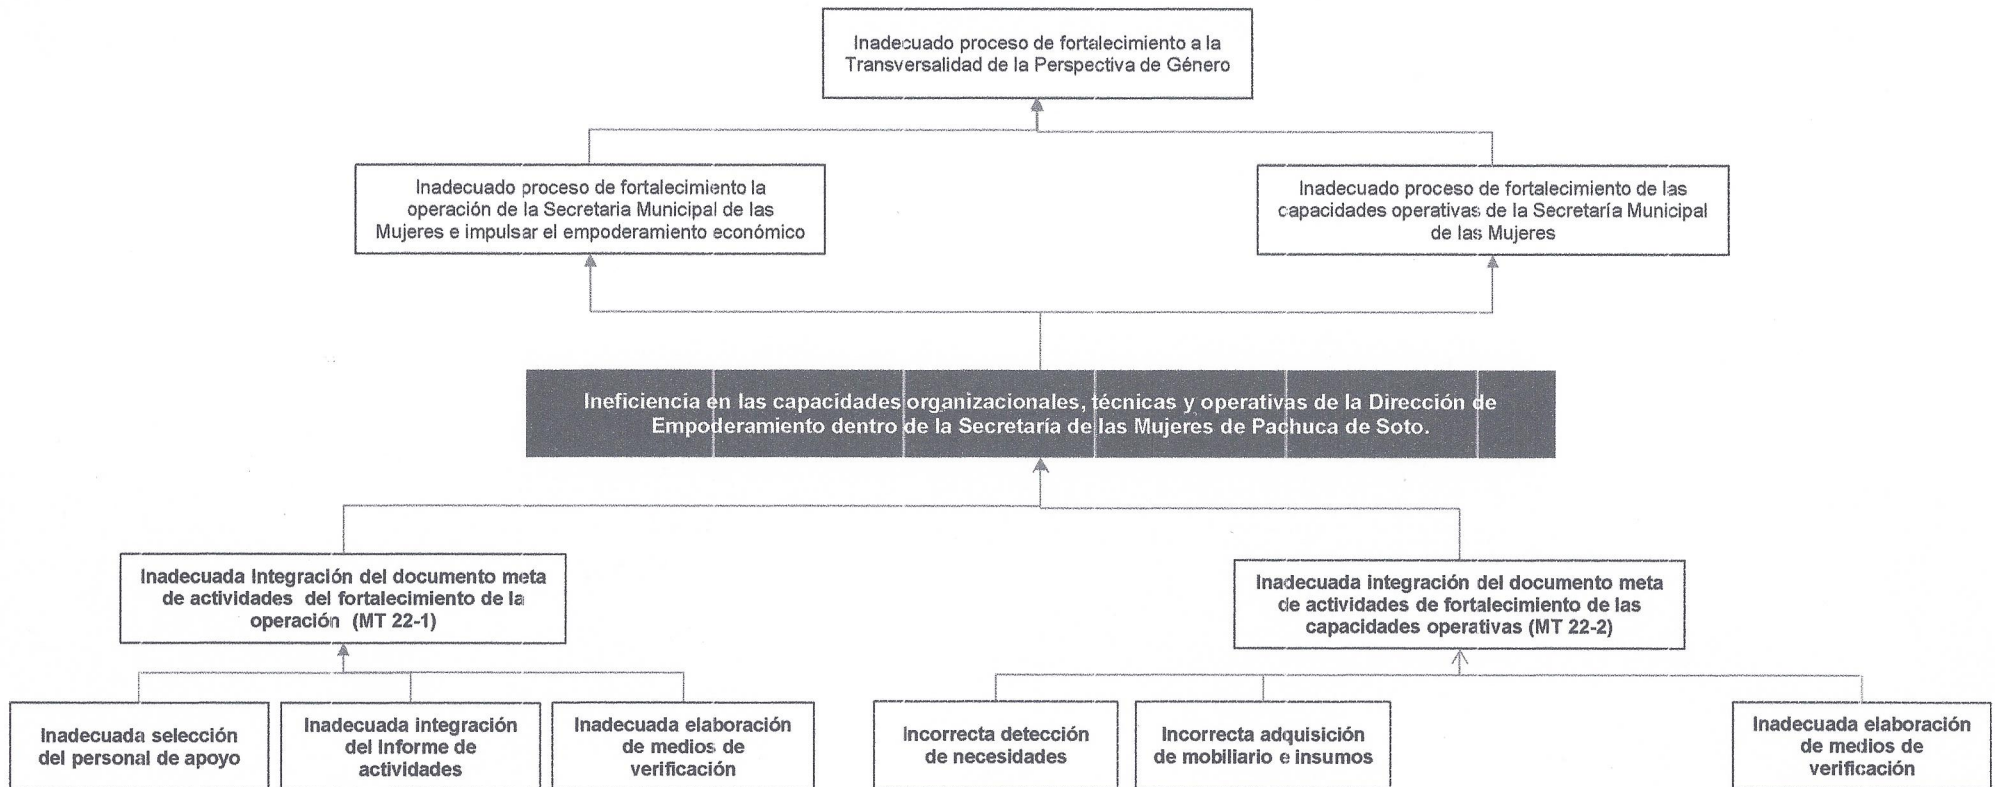 Inadecuado proceso de fortalecimiento a la
Transversalidad de la Perspectiva de Género
Inadecuado proceso de fortalecimiento la
operación de la Secretaria Municipal de las
Mujeres e impulsar el empoderamiento económico
Inadecuado proceso de fortalecimiento de las
capacidades operativas de la Secretaría Municipal
de las Mujeres
Ineficiencia en las capacidades organizacionales, técnicas y operativas de la Dirección de
Empoderamiento dentro de la Secretaría de las Mujeres de Pachuca de Soto.
Inadecuada Integración del documento meta
de actividades del fortalecimiento de la
operación (MT 22-1)
Inadecuada integración del documento meta
de actividades de fortalecimiento de las
capacidades operativas (MT 22-2)
Inadecuada selección
del personal de apoyo
Inadecuada integración
del Informe de
actividades
Inadecuada elaboración
de medios de
verificación
Incorrecta detección
de necesidades
Incorrecta adquisición
de mobiliario e insumos
Inadecuada elaboración
de medios de
verificación